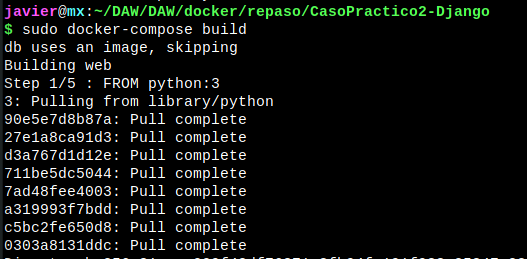 javier@mx:~/DAW/DAW/docker/repaso/CasoPractico2-Django
$ sudo docker-compose build
db uses an image, skipping
Building web
Step 1/5 : FROM python:3
3: Pulling from library/python
90e5e7d8b87a: Pull complete
27e1a8ca91d3: Pull complete
d3a767d1d12e: Pull complete
711be5dc5044: Pull complete
7ad48fee4003: Pull complete
a319993f7bdd: Pull complete
c5bc2fe650d8: Pull complete
0303a8131ddc: Pull complete